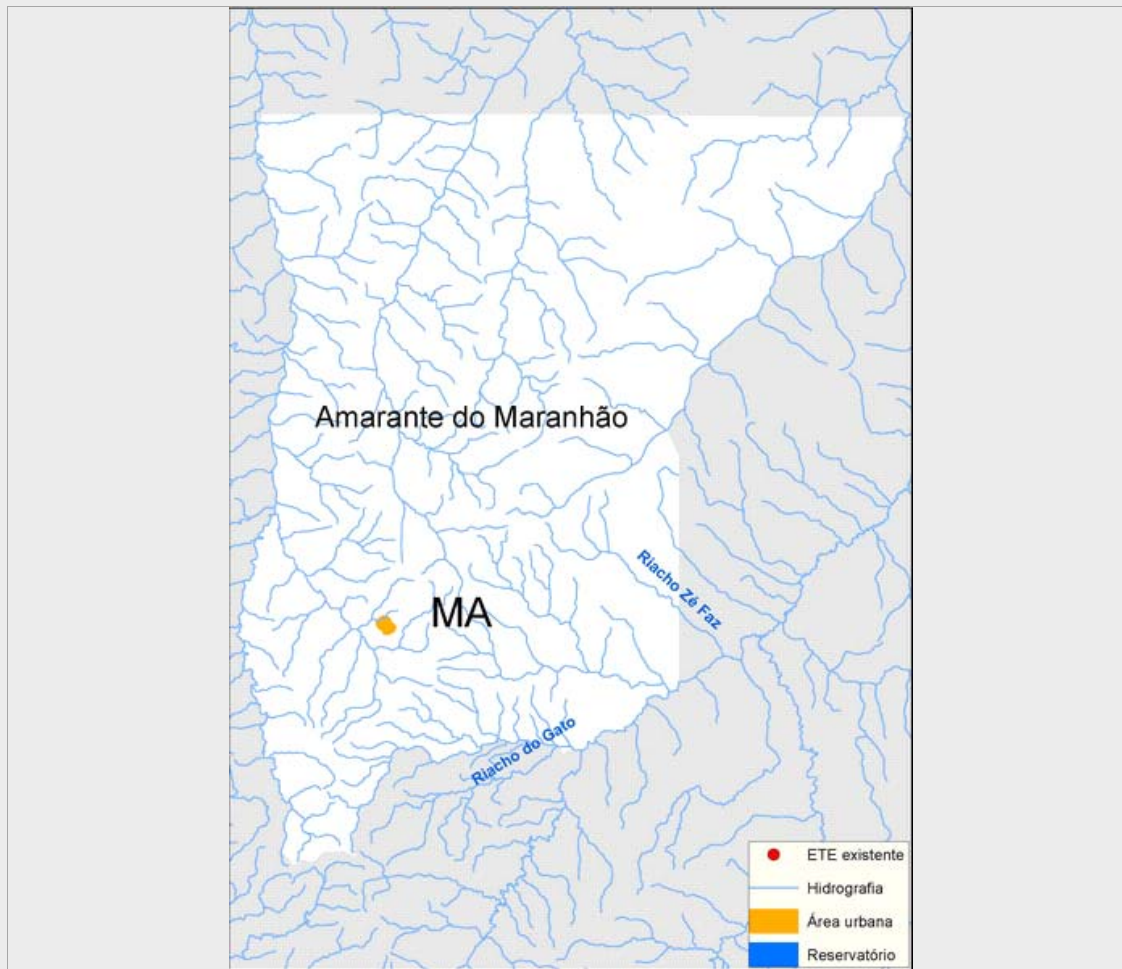 Amarante do Maranhão
Riacho Zé Faz
MA
Riacho do Gato
ETE existente
Hidrografia
Área urbana
Reservatório